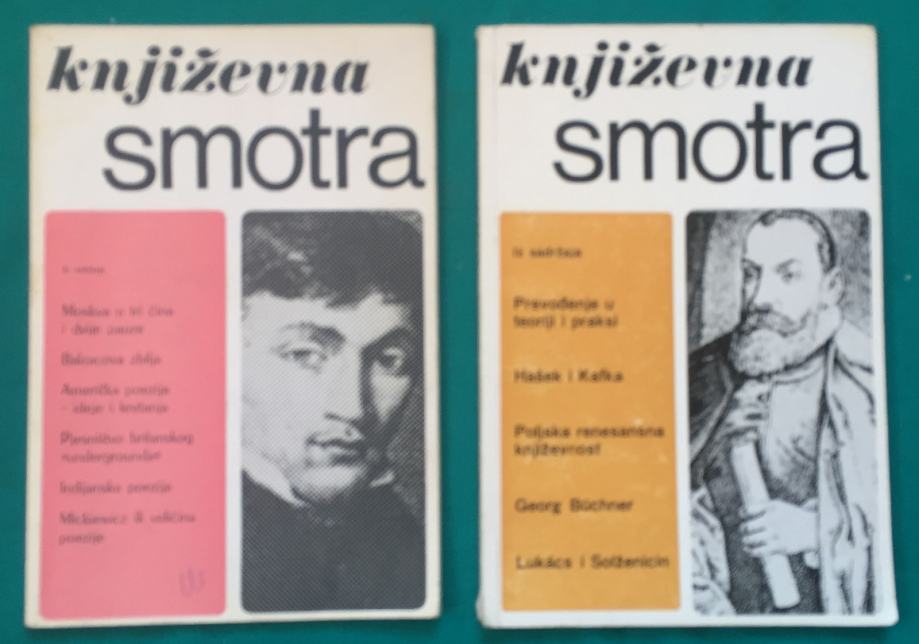 književna
smotra
Moskva u tri čina
i dvije pauze
Balzacova zbilja
Američka poezija
– ideje i kretanja
Pjesništvo britanskog
»undergrounda«
Indijanska poezija
Mickiewicz ili veličina
poezije
književna
smotra
Iz sadržaja
Prevođenje u
teoriji i praksi
Hašek i Kafka
Poljska renesansna
književnost
Georg Büchner
Lukács i Solženicin